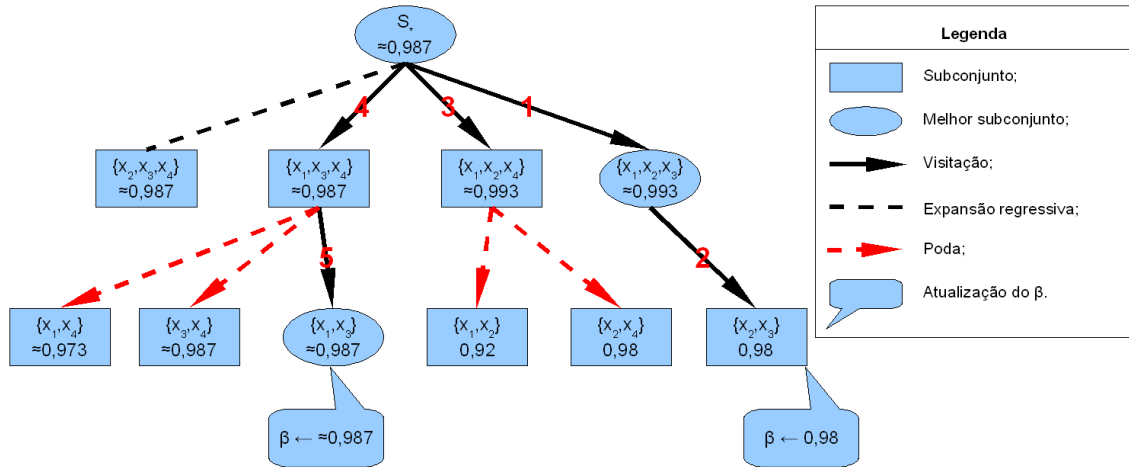 S*
≈0,987
4
3
1
{x2,x3,x4}
≈0,987
{x1,x3,x4}
≈0,987
{x1,x2,x4}
≈0,993
{x1,x2,x3}
≈0,993
5
2
{x1,x4}
≈0,973
{x3,x4}
≈0,987
{x1,x3}
≈0,987
{x1,x2}
0,92
{x2,x4}
0,98
{x2,x3}
0,98
β ← ≈0,987
β ← 0,98
Legenda
Subconjunto;
Melhor subconjunto;
Visitação;
Expansão regressiva;
Poda;
Atualização do β.